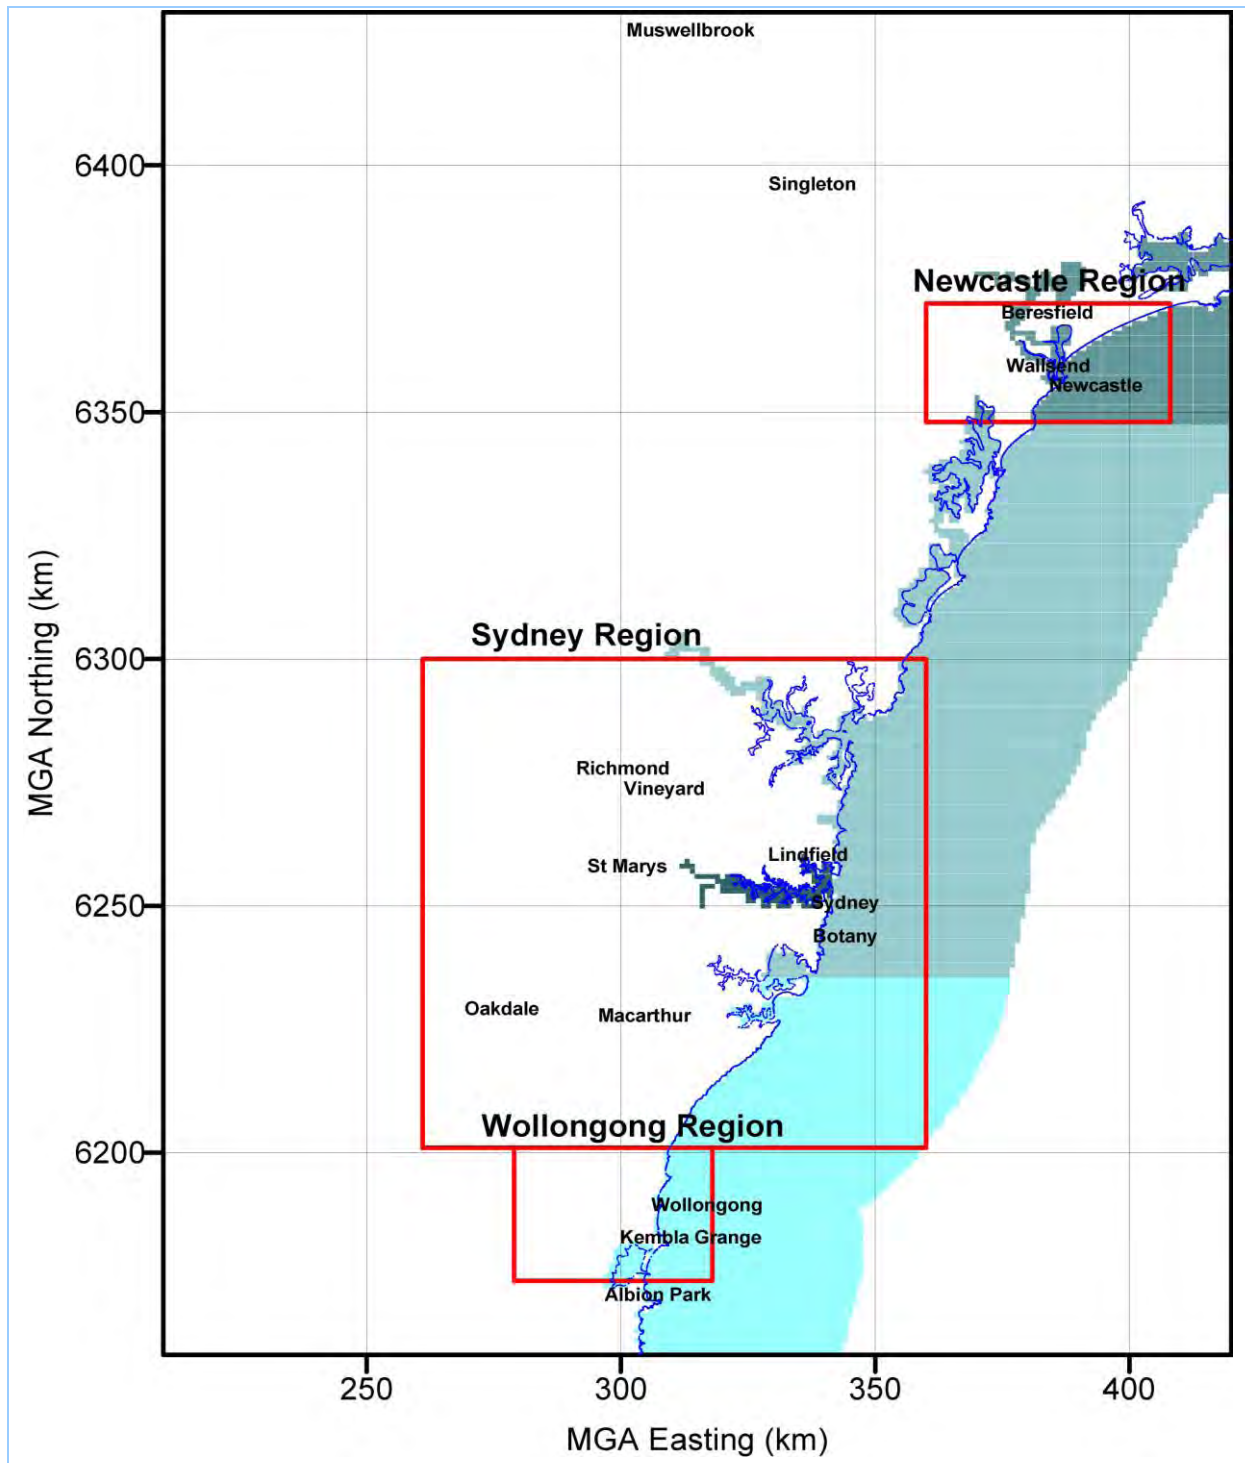 Muswellbrook
6400
Singleton
Newcastle Region
Beresfield
Wallsend
Newcastle
6350
MGA Northing (km)
Sydney Region
6300
Richmond
Vineyard
Lindfield
St Marys
Sydney
6250
Botany
Oakdale
Macarthur
Wollongong Region
6200
Wollongong
Kembla Grange
Albion Park
250 300 350 400
MGA Easting (km)